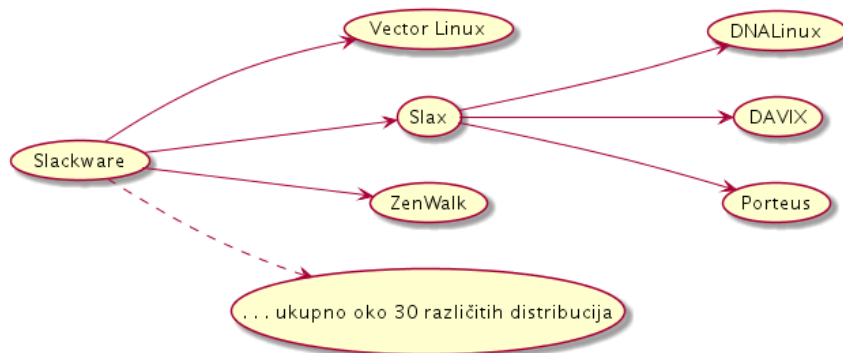 Vector Linux
DNALinux
Slax
DAVIX
Slackware
ZenWalk
Porteus
. . . ukupno oko 30 različitih distribucija